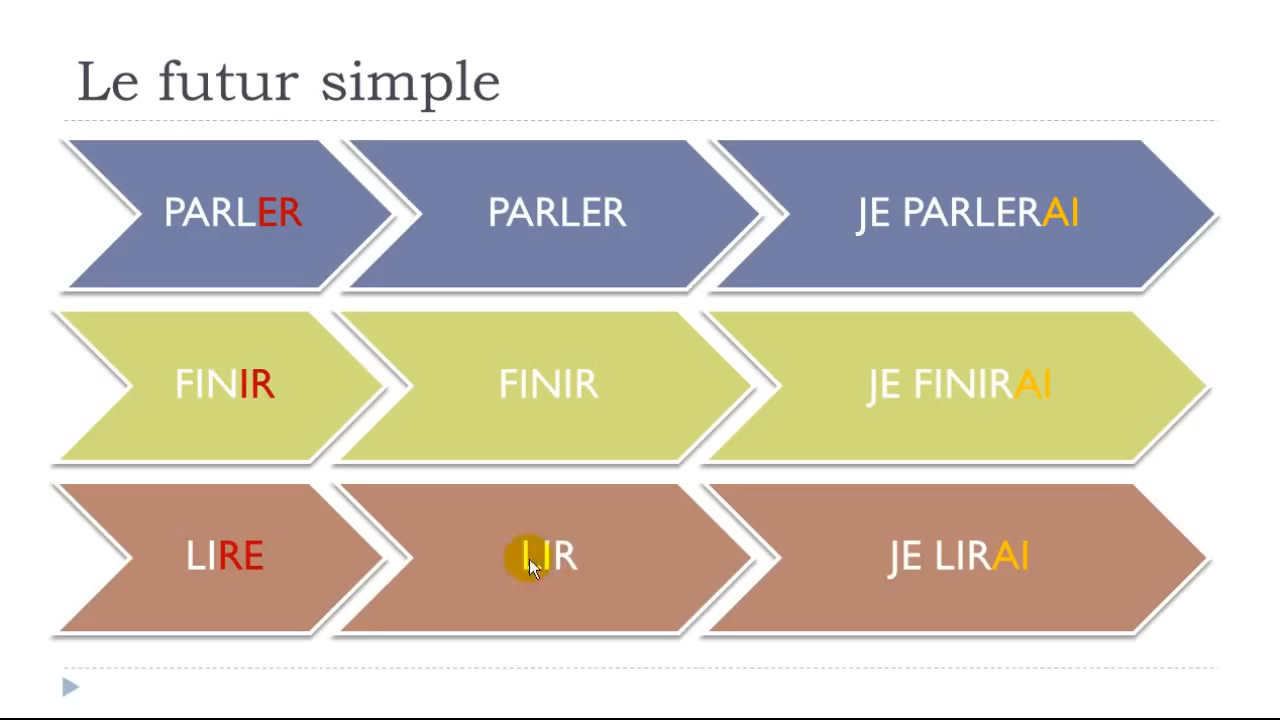 Le futur simple
PARLER
PARLER
JE PARLERAI
FINIR
FINIR
JE FINIRAI
LIRE
LIR
JE LIRAI